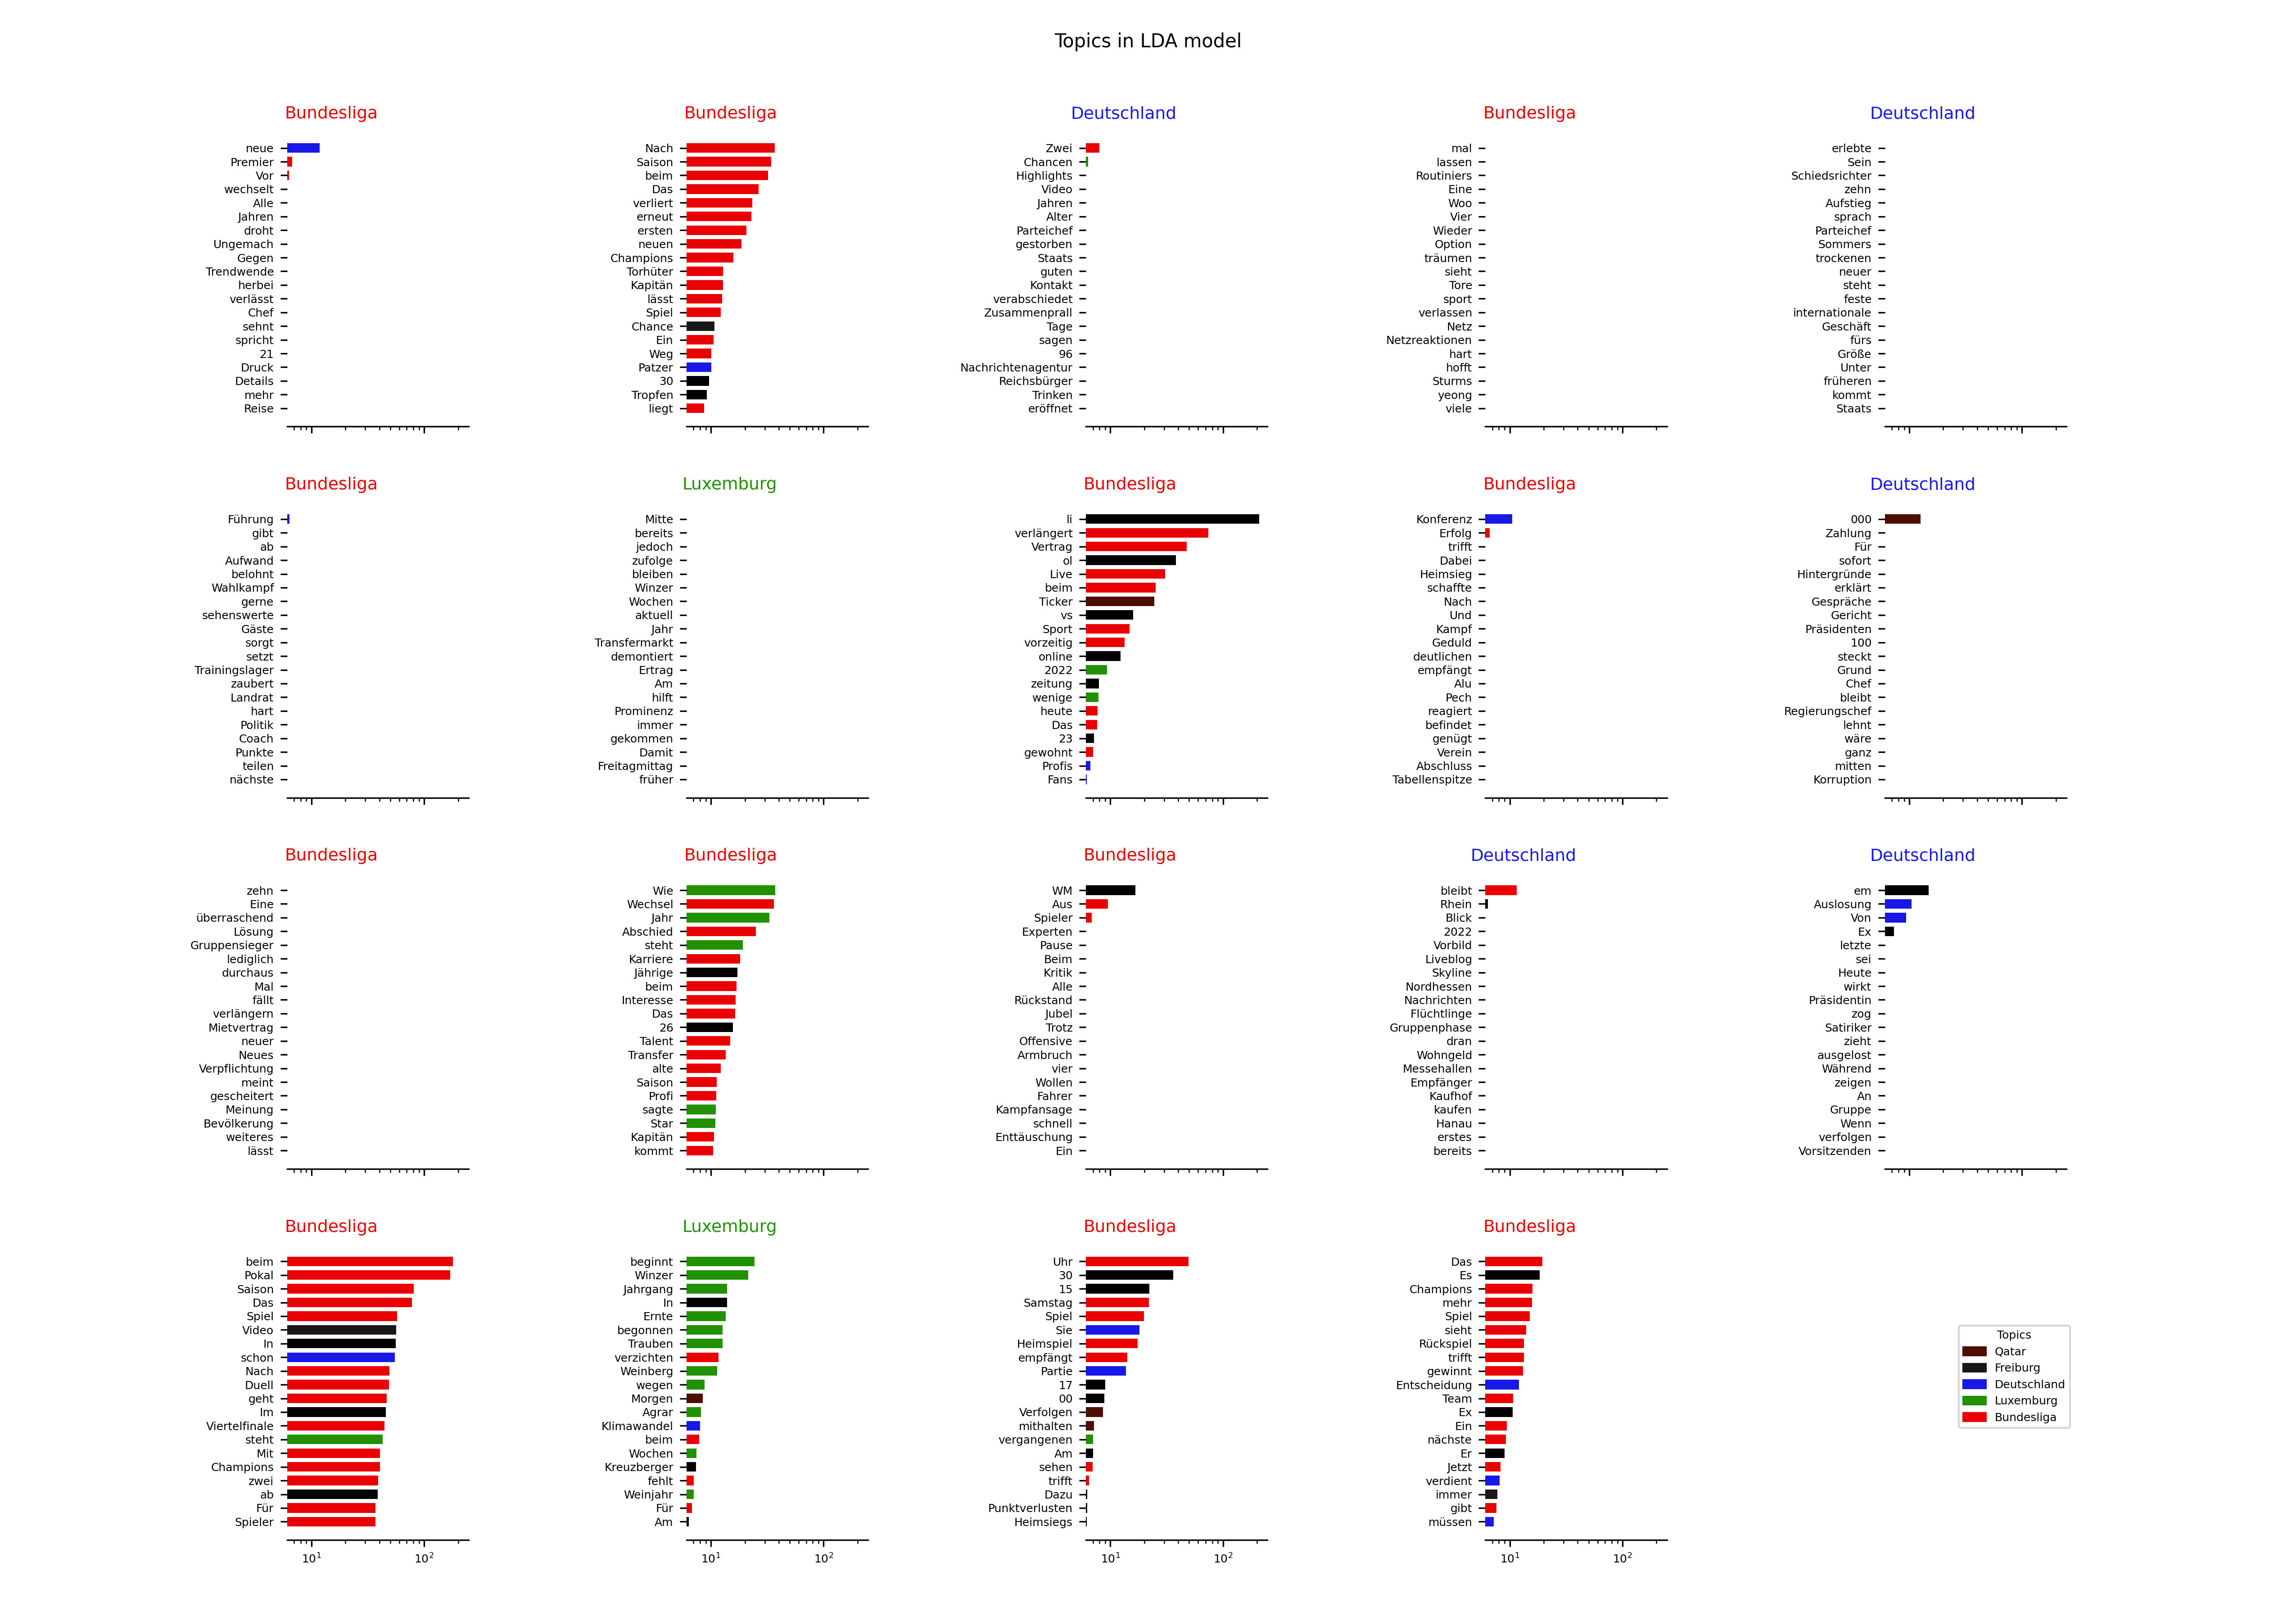 Topics in LDA model
Bundesliga
neue
Premier
Vor
wechselt
Alle
Jahren
droht
Ungemach
Gegen
Trendwende
herbei
verlässt
Chef
sehnt
spricht
21
Druck
Details
mehr
Reise
Bundesliga
Nach
Saison
beim
Das
verliert
erneut
ersten
neuen
Champions
Torhüter
Kapitän
lässt
Spiel
Chance
Ein
Weg
Patzer
30
Tropfen
liegt
Deutschland
Zwei
Chancen
Highlights
Video
Jahren
Alter
Parteichef
gestorben
Staats
guten
Kontakt
verabschiedet
Zusammenprall
Tage
sagen
96
Nachrichtenagentur
Reichsbürger
Trinken
eröffnet
Bundesliga
mal
lassen
Routiniers
Eine
Woo
Vier
Wieder
Option
träumen
sieht
Tore
sport
verlassen
Netz
Netzreaktionen
hart
hofft
Sturms
yeong
viele
Deutschland
erlebte
Sein
Schiedsrichter
zehn
Aufstieg
sprach
Parteichef
Sommers
trockenen
neuer
steht
feste
internationale
Geschäft
fürs
Größe
Unter
früheren
kommt
Staats
Bundesliga
Führung
gibt
ab
Aufwand
belohnt
Wahlkampf
gerne
sehenswerte
Gäste
sorgt
setzt
Trainingslager
zaubert
Landrat
hart
Politik
Coach
Punkte
teilen
nächste
Luxemburg
Mitte
bereits
jedoch
zufolge
bleiben
Winzer
Wochen
aktuell
Jahr
Transfermarkt
demontiert
Ertrag
Am
hilft
Prominenz
immer
gekommen
Damit
Freitagmittag
früher
Bundesliga
li
verlängert
Vertrag
ol
Live
beim
Ticker
vs
Sport
vorzeitig
online
2022
zeitung
wenige
heute
Das
23
gewohnt
Profis
Fans
Bundesliga
Konferenz
Erfolg
trifft
Dabei
Heimsieg
schaffte
Nach
Und
Kampf
Geduld
deutlichen
empfängt
Alu
Pech
reagiert
befindet
genügt
Verein
Abschluss
Tabellenspitze
Deutschland
000
Zahlung
Für
sofort
Hintergründe
erklärt
Gespräche
Gericht
Präsidenten
100
steckt
Grund
Chef
bleibt
Regierungschef
lehnt
wäre
ganz
mitten
Korruption
Bundesliga
zehn
Eine
überraschend
Lösung
Gruppensieger
lediglich
durchaus
Mal
fällt
verlängern
Mietvertrag
neuer
Neues
Verpflichtung
meint
gescheitert
Meinung
Bevölkerung
weiteres
lässt
Bundesliga
Wie
Wechsel
Jahr
Abschied
steht
Karriere
Jährige
beim
Interesse
Das
26
Talent
Transfer
alte
Saison
Profi
sagte
Star
Kapitän
kommt
Bundesliga
WM
Aus
Spieler
Experten
Pause
Beim
Kritik
Alle
Rückstand
Jubel
Trotz
Offensive
Armbruch
vier
Wollen
Fahrer
Kampfansage
schnell
Enttäuschung
Ein
Deutschland
bleibt
Rhein
Blick
2022
Vorbild
Liveblog
Skyline
Nordhessen
Nachrichten
Flüchtlinge
Gruppenphase
dran
Wohngeld
Messehallen
Empfänger
Kaufhof
kaufen
Hanau
erstes
bereits
Deutschland
em
Auslosung
Von
Ex
letzte
sei
Heute
wirkt
Präsidentin
zog
Satiriker
zieht
ausgelost
Während
zeigen
An
Gruppe
Wenn
verfolgen
Vorsitzenden
Bundesliga
beim
Pokal
Saison
Das
Spiel
Video
In
schon
Nach
Duell
geht
Im
Viertelfinale
steht
Mit
Champions
zwei
ab
Für
Spieler
10¹ 10²
Luxemburg
beginnt
Winzer
Jahrgang
In
Ernte
begonnen
Trauben
verzichten
Weinberg
wegen
Morgen
Agrar
Klimawandel
beim
Wochen
Kreuzberger
fehlt
Weinjahr
Für
Am
10¹ 10²
Bundesliga
Uhr
30
15
Samstag
Spiel
Sie
Heimspiel
empfängt
Partie
17
00
Verfolgen
mithalten
vergangenen
Am
sehen
trifft
Dazu
Punktverlusten
Heimsiegs
10¹ 10²
Bundesliga
Das
Es
Champions
mehr
Spiel
sieht
Rückspiel
trifft
gewinnt
Entscheidung
Team
Ex
Ein
nächste
Er
Jetzt
verdient
immer
gibt
müssen
10¹ 10²
Topics
Qatar
Freiburg
Deutschland
Luxemburg
Bundesliga